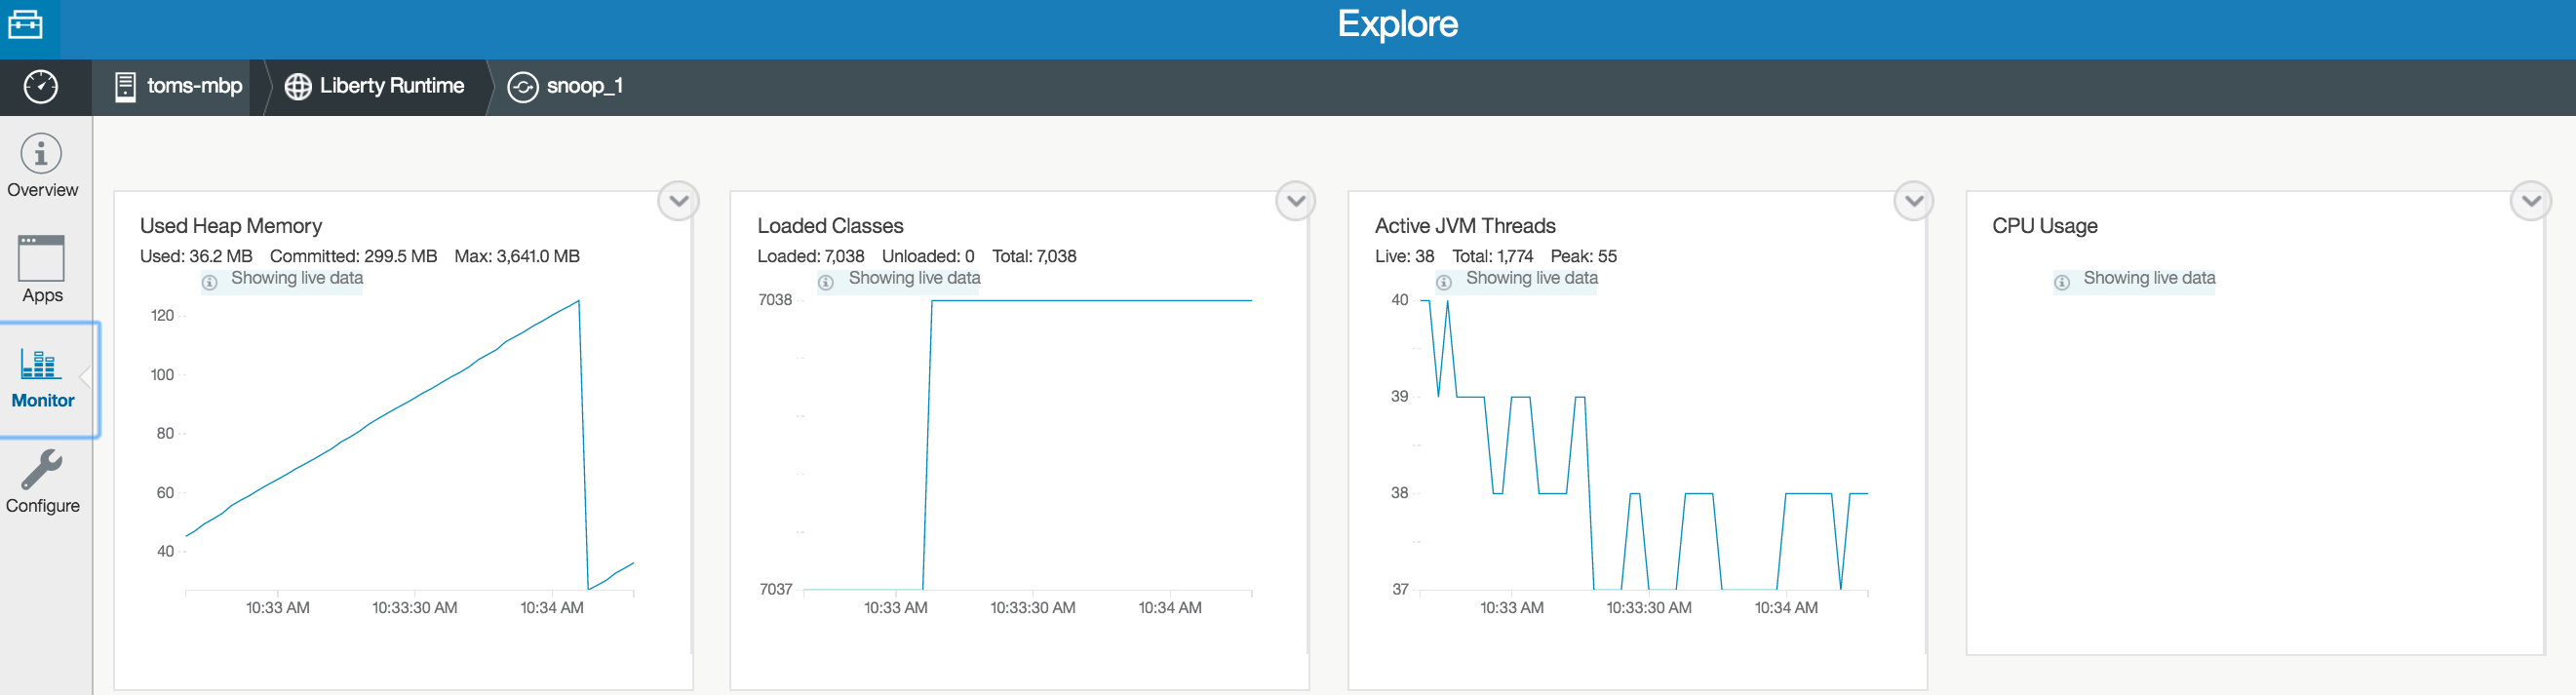 Explore
toms-mbp
Liberty Runtime
snoop_1
Overview
Apps
Monitor
Configure
Used Heap Memory
Used: 36.2 MB Committed: 299.5 MB Max: 3,641.0 MB
Showing live data
120
100
80
60
40
10:33 AM 10:33:30 AM 10:34 AM
Loaded Classes
Loaded: 7,038 Unloaded: 0 Total: 7,038
Showing live data
7038
7037
10:33 AM 10:33:30 AM 10:34 AM
Active JVM Threads
Live: 38 Total: 1,774 Peak: 55
Showing live data
40
39
38
37
10:33 AM 10:33:30 AM 10:34 AM
CPU Usage
Showing live data